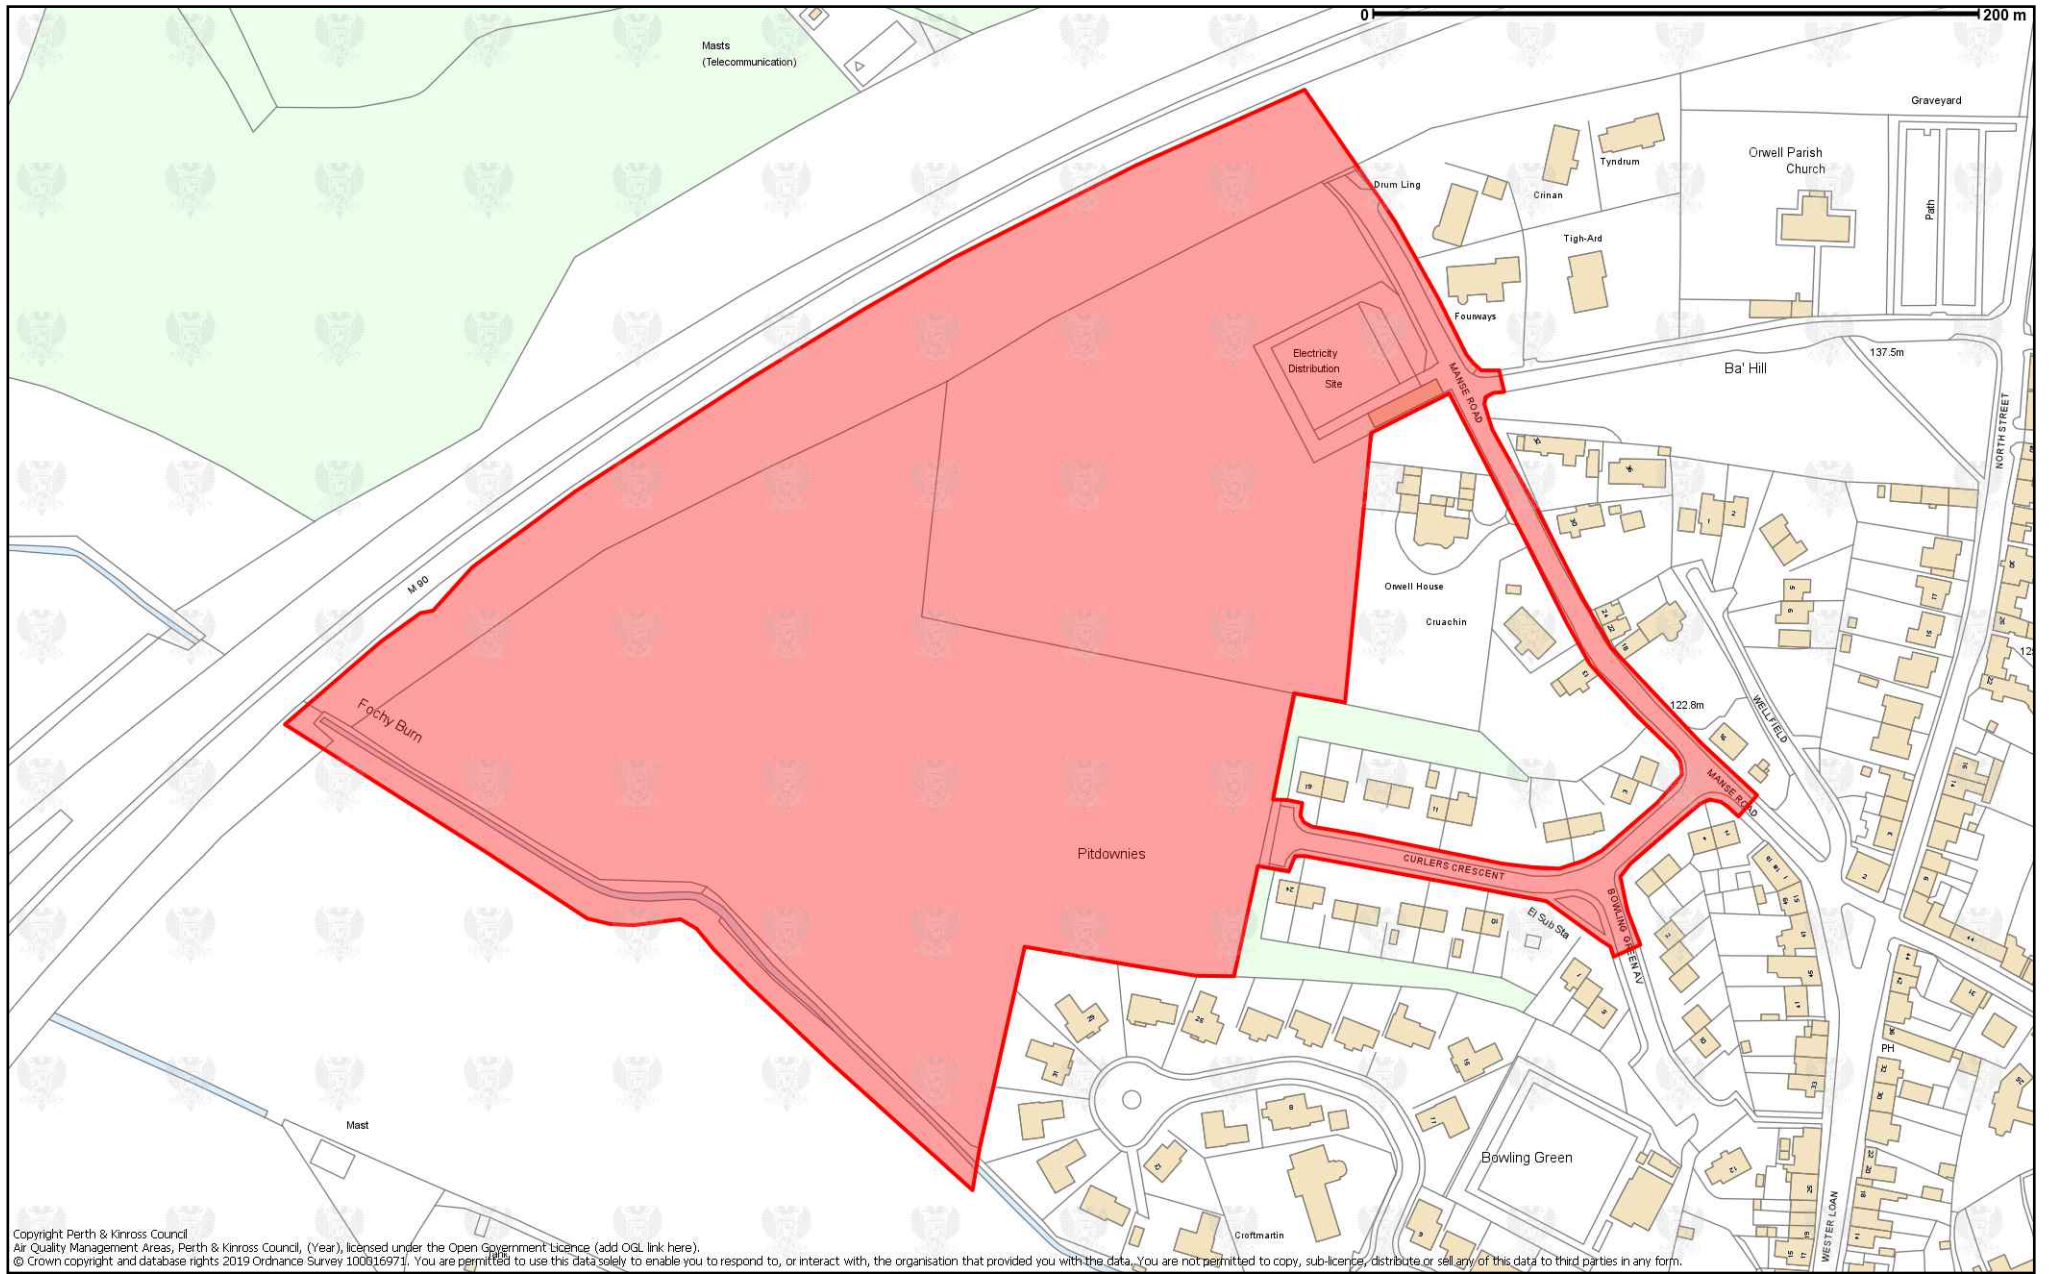 0 200 m
Masts
(Telecommunication)
Graveyard
Orwell Parish
Church
Tyndrum
Crinan
Drum Ling
Path
Tigh-Ard
Fourways
Electricity
Distribution
Site
MANSE ROAD
137.5m
Ba' Hill
NORTH STREET
M 90
Orwell House
Cruachin
122.8m
WELLFIELD
Fochy Burn
MANSE ROAD
Pitdownies
CURLERS CRESCENT
BOWLING GREEN AV
El Sub Sta
PH
Mast
Bowling Green
WESTER LOAN
Croftmartin
Tank
Copyright Perth & Kinross Council
Air Quality Management Areas, Perth & Kinross Council, (Year), licensed under the Open Government Licence (add OGL link here).
© Crown copyright and database rights 2019 Ordnance Survey 100016971. You are permitted to use this data solely to enable you to respond to, or interact with, the organisation that provided you with the data. You are not permitted to copy, sub-licence, distribute or sell any of this data to third parties in any form.